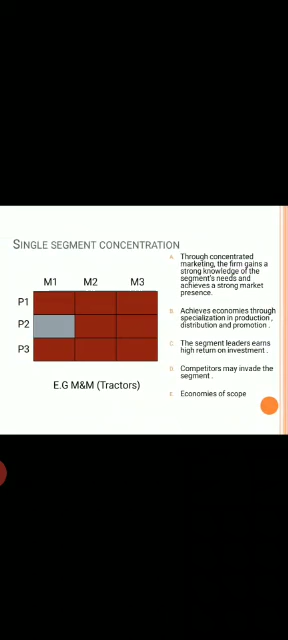 SINGLE SEGMENT CONCENTRATION
M1 M2 M3
P1
P2
P3
E.G M&M (Tractors)
A. Through concentrated
marketing, the firm gains a
strong knowledge of the
segment's needs and
achieves a strong market
presence.
B. Achieves economies through
specialization in production ,
distribution and promotion .
C. The segment leaders earns
high return on investment .
D. Competitors may invade the
segment .
E. Economies of scope